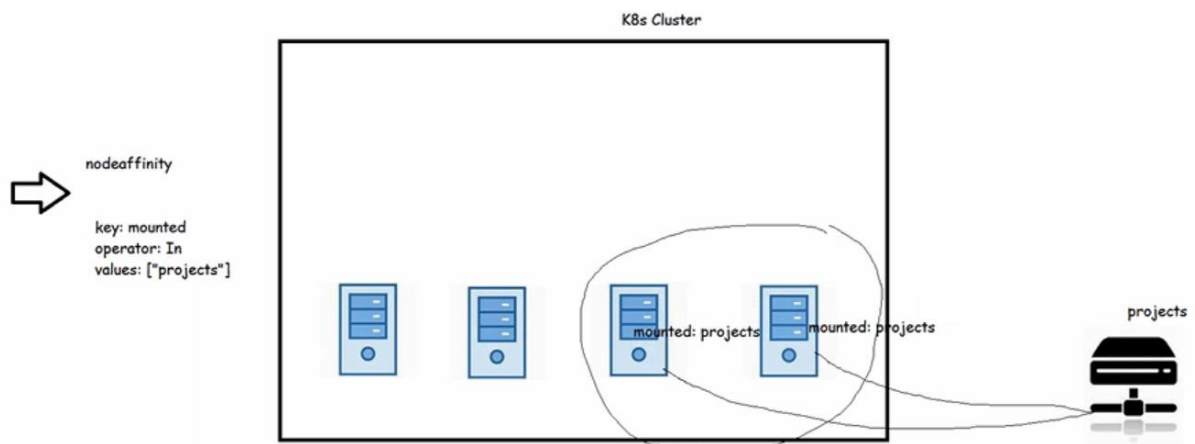 K8s Cluster
nodeaffinity
key: mounted
operator: In
values: ["projects"]
mounted: projects
mounted: projects
projects